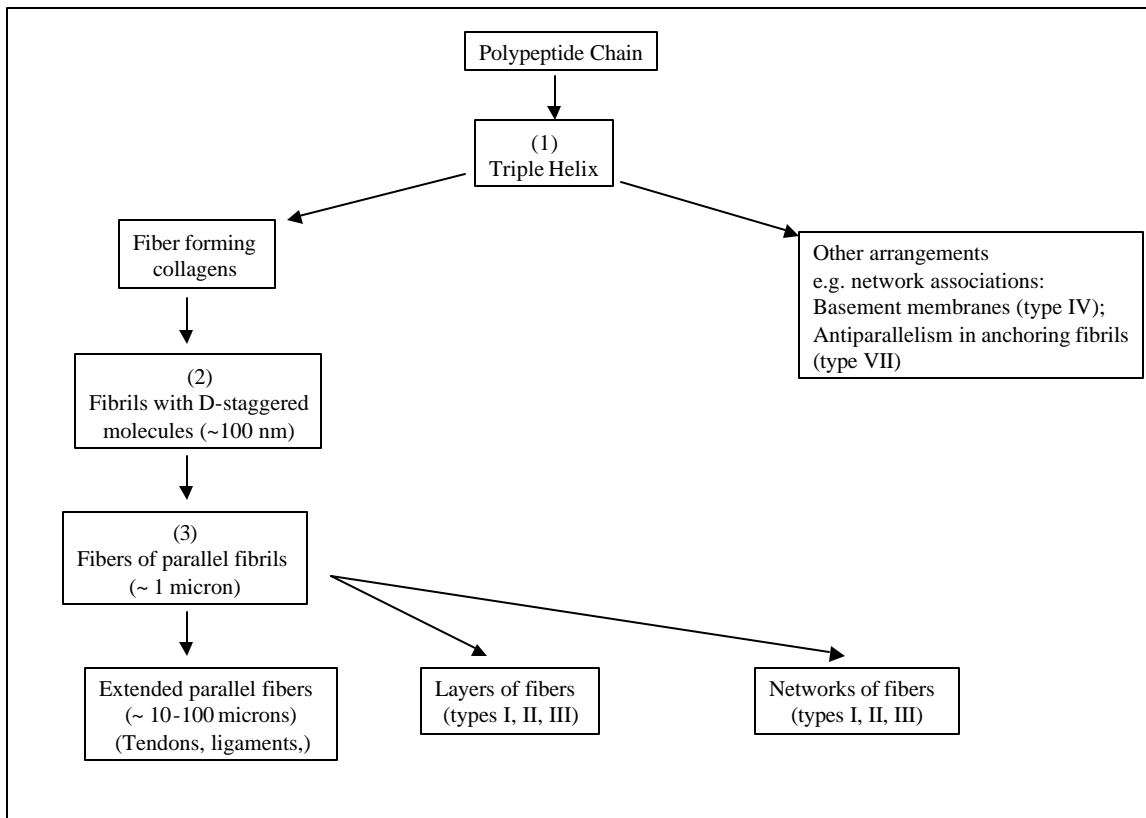 Polypeptide Chain
(1)
Triple Helix
Fiber forming
collagens
Other arrangements
e.g. network associations:
Basement membranes (type IV);
Antiparallelism in anchoring fibrils
(type VII)
(2)
Fibrils with D-staggered
molecules (~100 nm)
(3)
Fibers of parallel fibrils
(~ 1 micron)
Extended parallel fibers
(~ 10-100 microns)
(Tendons, ligaments,)
Layers of fibers
(types I, II, III)
Networks of fibers
(types I, II, III)